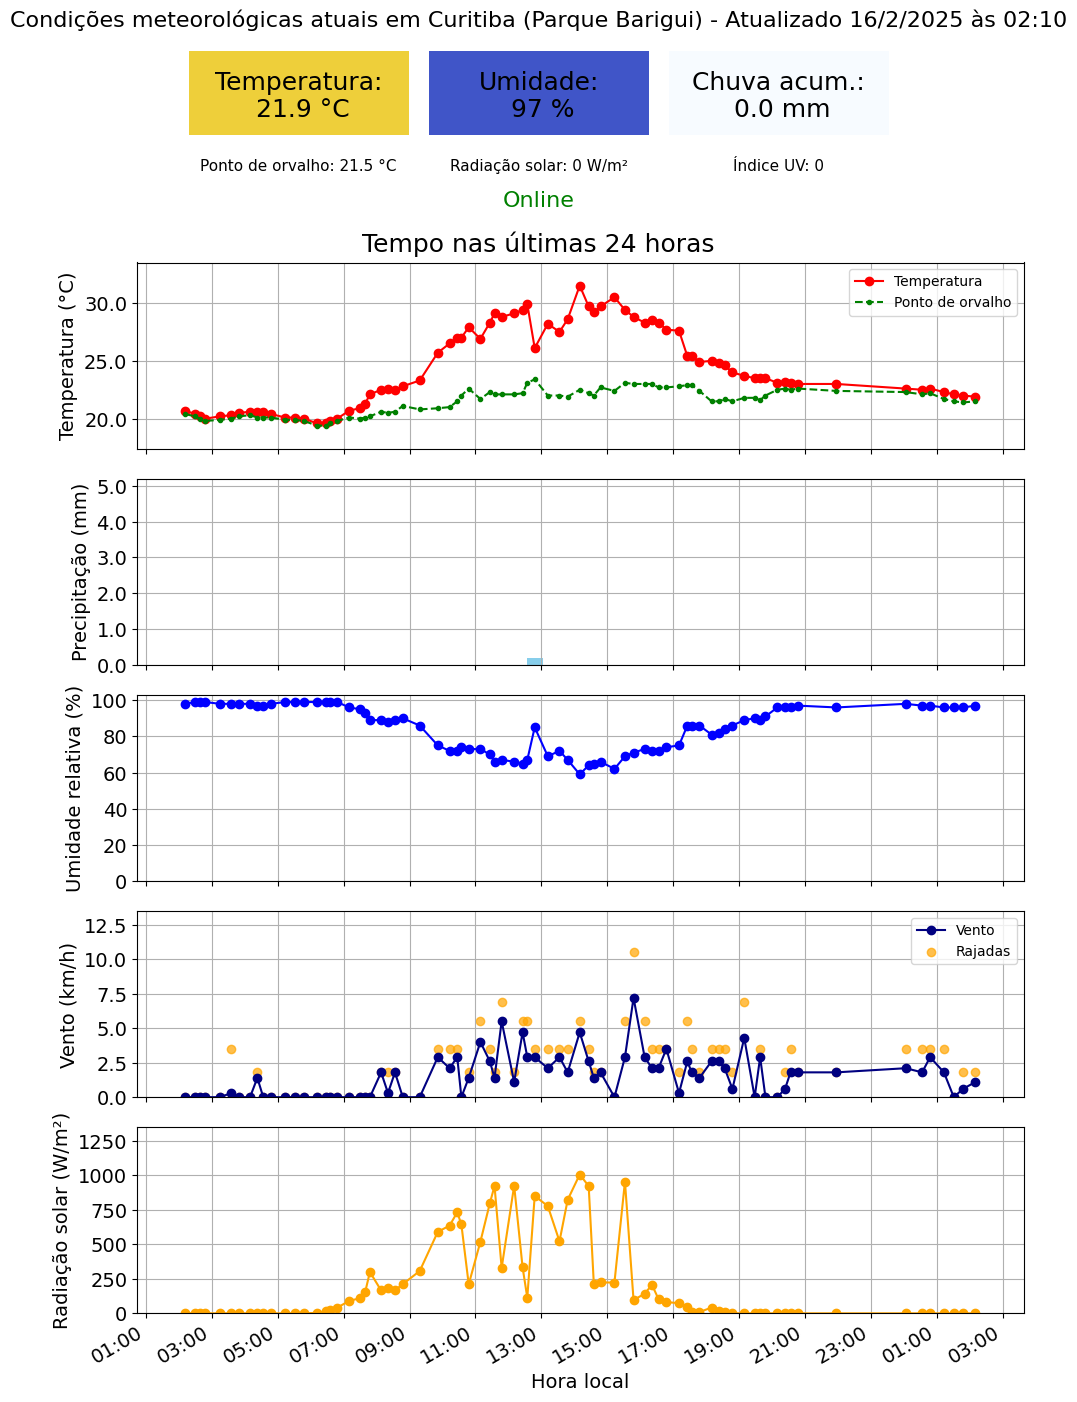 Condições meteorológicas atuais em Curitiba (Parque Barigui) - Atualizado 16/2/2025 às 02:10
Temperatura:
21.9 °C
Umidade:
97 %
Chuva acum.:
0.0 mm
Ponto de orvalho: 21.5 °C
Radiação solar: 0 W/m²
Índice UV: 0
Online
Tempo nas últimas 24 horas
Temperatura (°C)
30.0
25.0
20.0
Temperatura
Ponto de orvalho
Precipitação (mm)
5.0
4.0
3.0
2.0
1.0
0.0
Umidade relativa (%)
100
80
60
40
20
0
Vento (km/h)
12.5
10.0
7.5
5.0
2.5
0.0
Vento
Rajadas
Radiação solar (W/m²)
1250
1000
750
500
250
0
01:00
03:00
05:00
07:00
09:00
11:00
13:00
15:00
17:00
19:00
21:00
23:00
01:00
03:00
Hora local